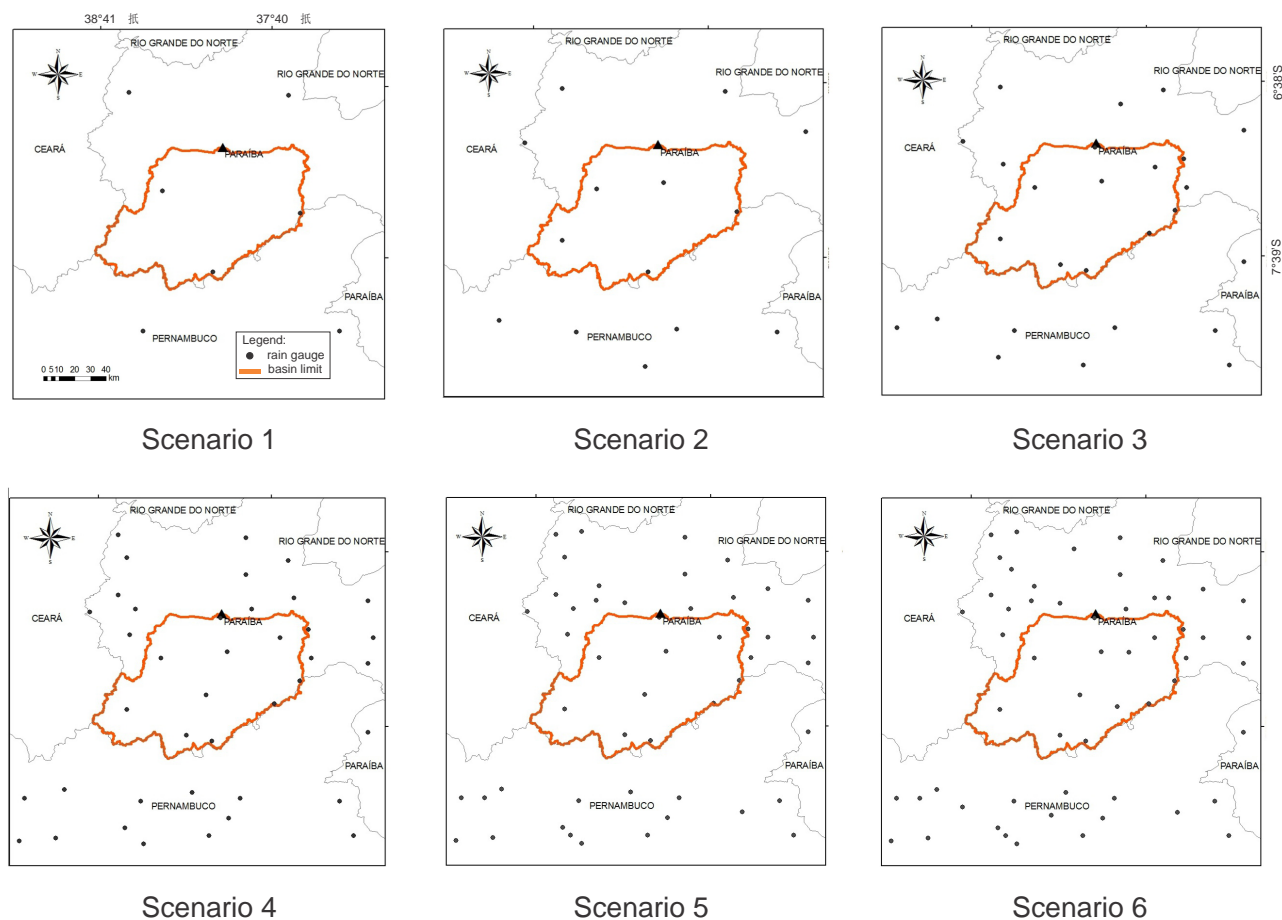 38°41 抵 37°40 抵
RIO GRANDE DO NORTE
RIO GRANDE DO NORTE
N
W E
S
CEARÁ
PARAÍBA
PARAÍBA
PERNAMBUCO
Legend:
rain gauge
basin limit
0 5 10 20 30 40
km
Scenario 1
RIO GRANDE DO NORTE
RIO GRANDE DO NORTE
N
W E
S
CEARÁ
PARAÍBA
PARAÍBA
PERNAMBUCO
Scenario 2
RIO GRANDE DO NORTE
RIO GRANDE DO NORTE
N
W E
S
6°38S
CEARÁ
PARAÍBA
7°39S
PARAÍBA
PERNAMBUCO
Scenario 3
RIO GRANDE DO NORTE
RIO GRANDE DO NORTE
N
W E
S
CEARÁ
PARAÍBA
PARAÍBA
PERNAMBUCO
Scenario 4
RIO GRANDE DO NORTE
RIO GRANDE DO NORTE
N
W E
S
CEARÁ
PARAÍBA
PARAÍBA
PERNAMBUCO
Scenario 5
RIO GRANDE DO NORTE
RIO GRANDE DO NORTE
N
W E
S
CEARÁ
PARAÍBA
PARAÍBA
PERNAMBUCO
Scenario 6